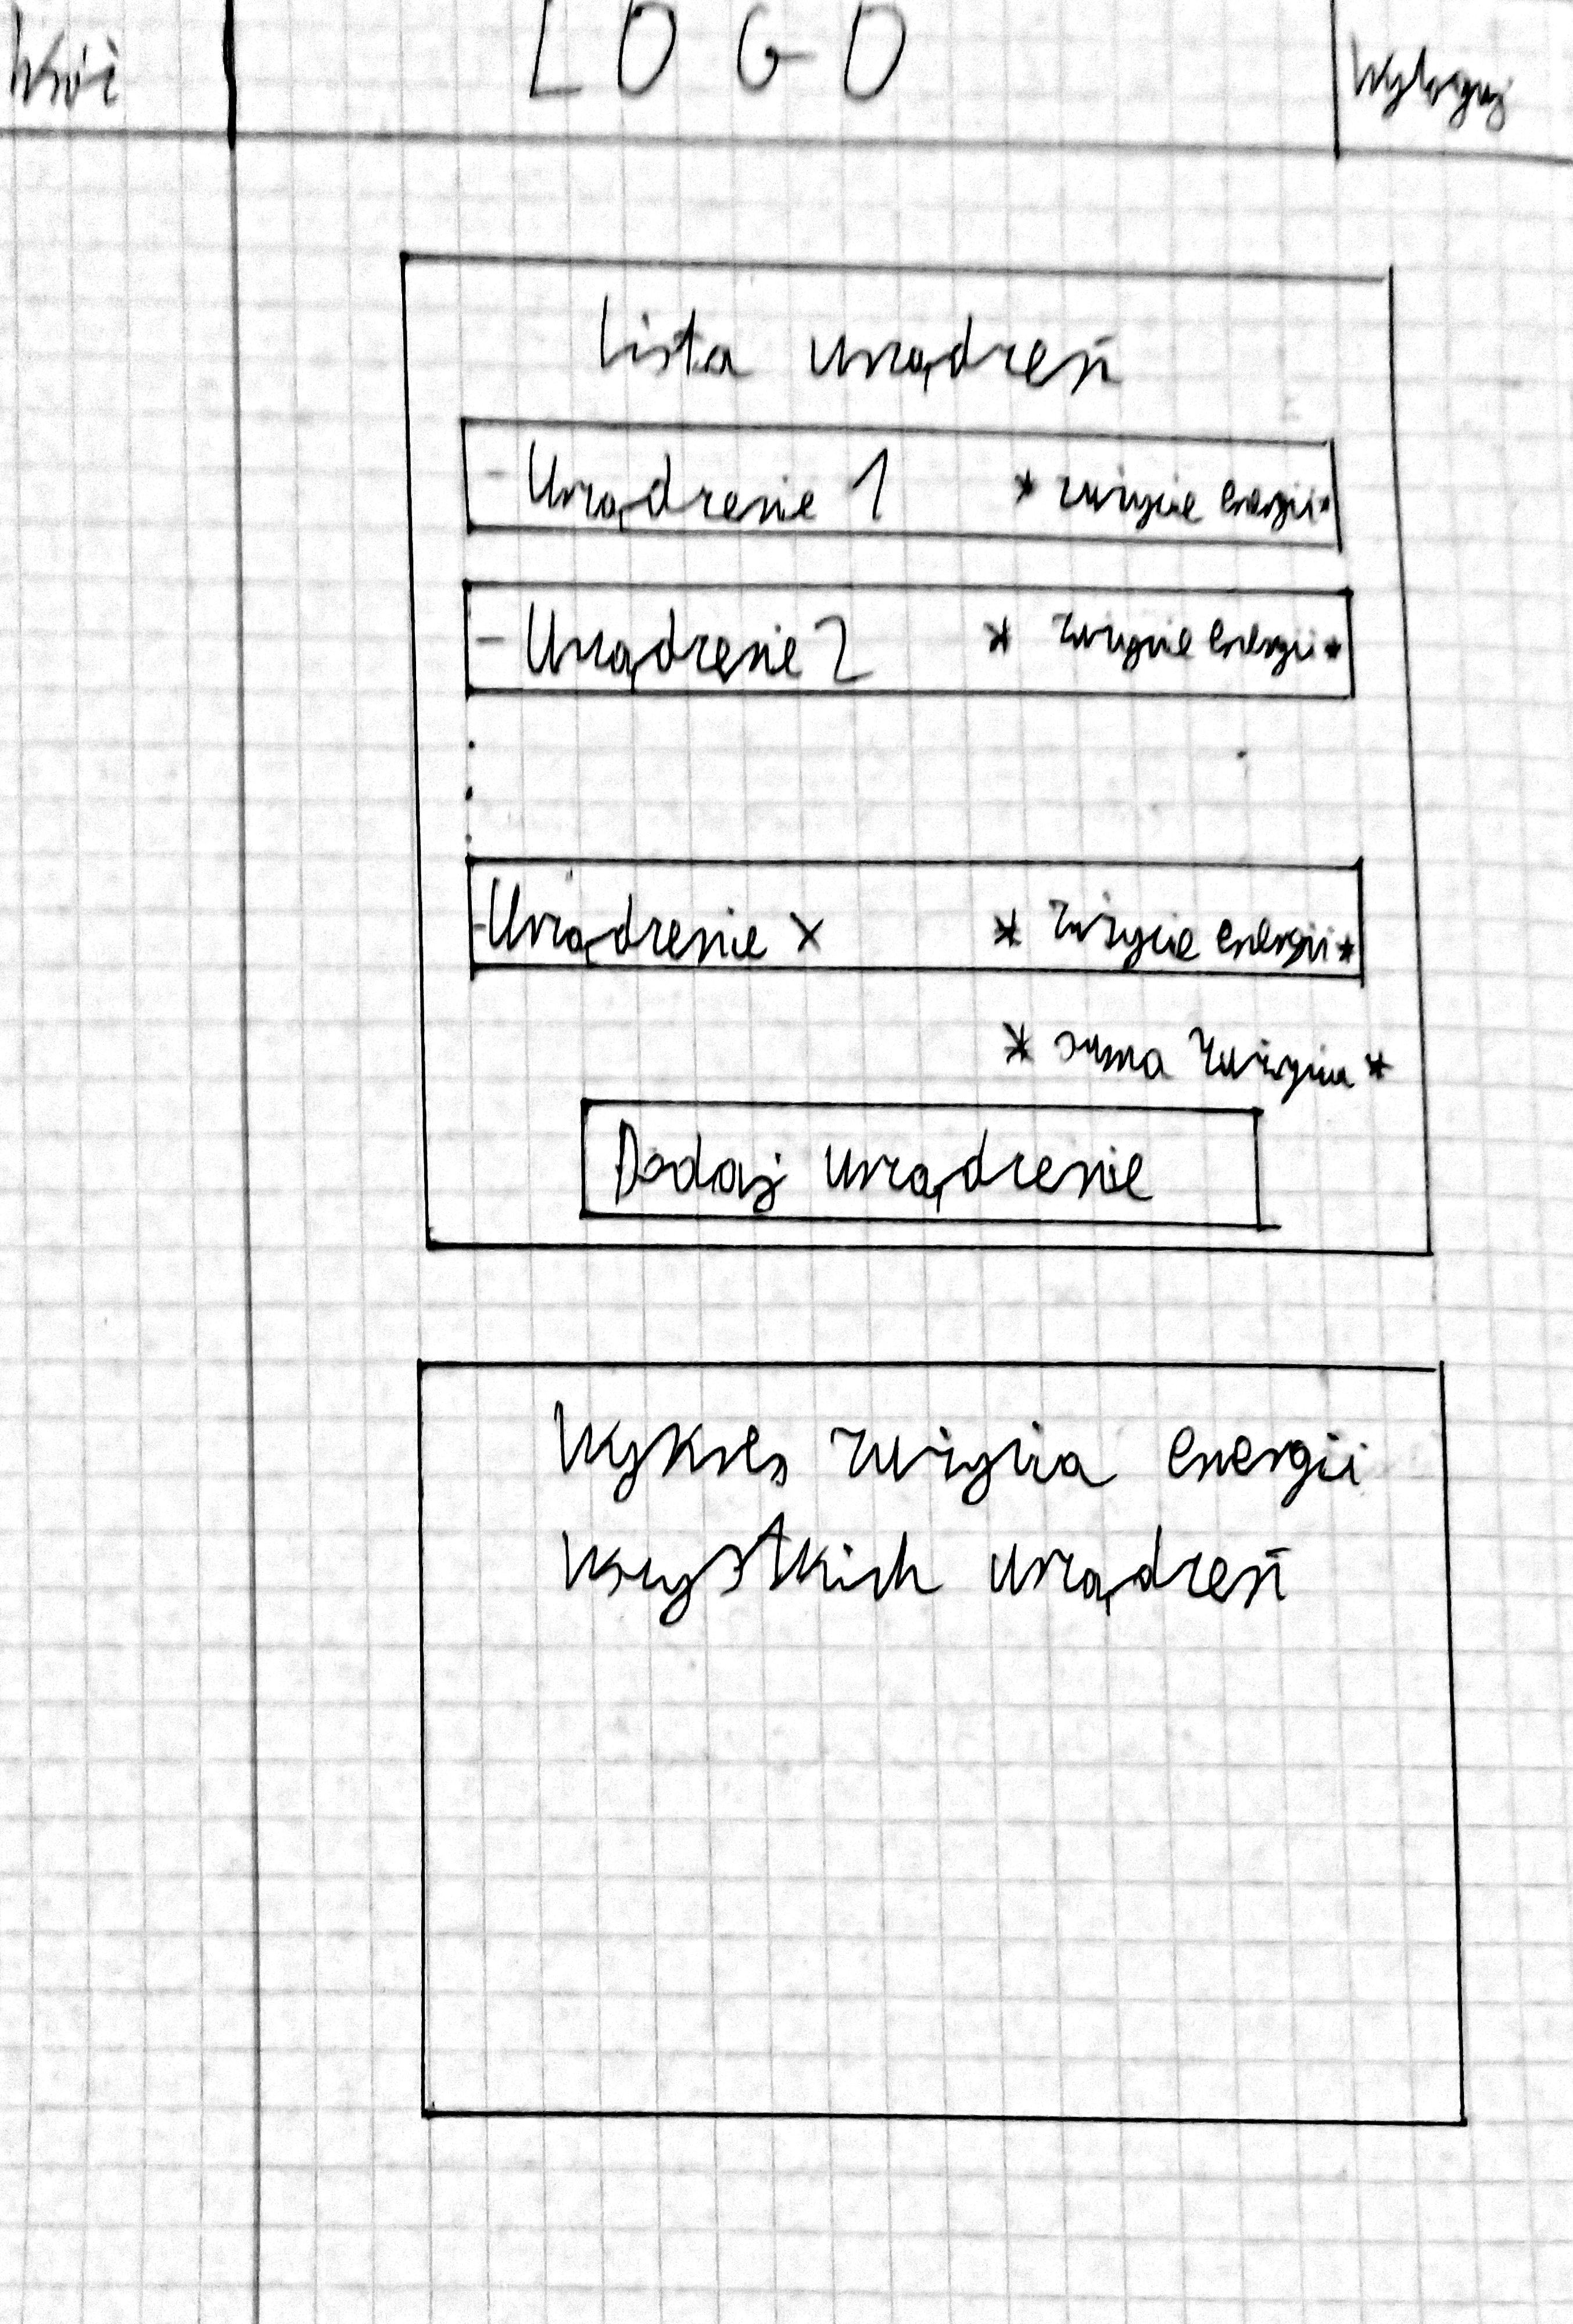 Wróć
LOGO
Wyloguj
Lista urządzeń
- Urządzenie 1 * zużycie energii *
- Urządzenie 2 * zużycie energii *
- Urządzenie X * zużycie energii *
* suma zużycia *
Dodaj urządzenie
Wykres zużycia energii
wszystkich urządzeń